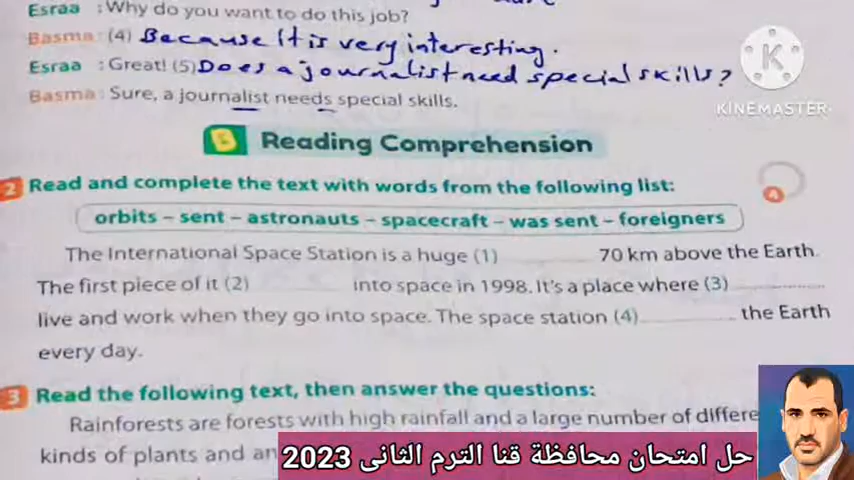 Esraa : Why do you want to do this job?
Basma : (4) Because It is very interesting.
Esraa : Great! (5) Does a journalist need special skills?
Basma : Sure, a journalist needs special skills.
KINEMASTER
B Reading Comprehension
2 Read and complete the text with words from the following list:
4
orbits – sent – astronauts – spacecraft – was sent – foreigners
The International Space Station is a huge (1) 70 km above the Earth.
The first piece of it (2) into space in 1998. It's a place where (3)
live and work when they go into space. The space station (4) the Earth
every day.
3 Read the following text, then answer the questions:
Rainforests are forests with high rainfall and a large number of differe
kinds of plants and an
حل امتحان محافظة قنا الترم الثانى 2023